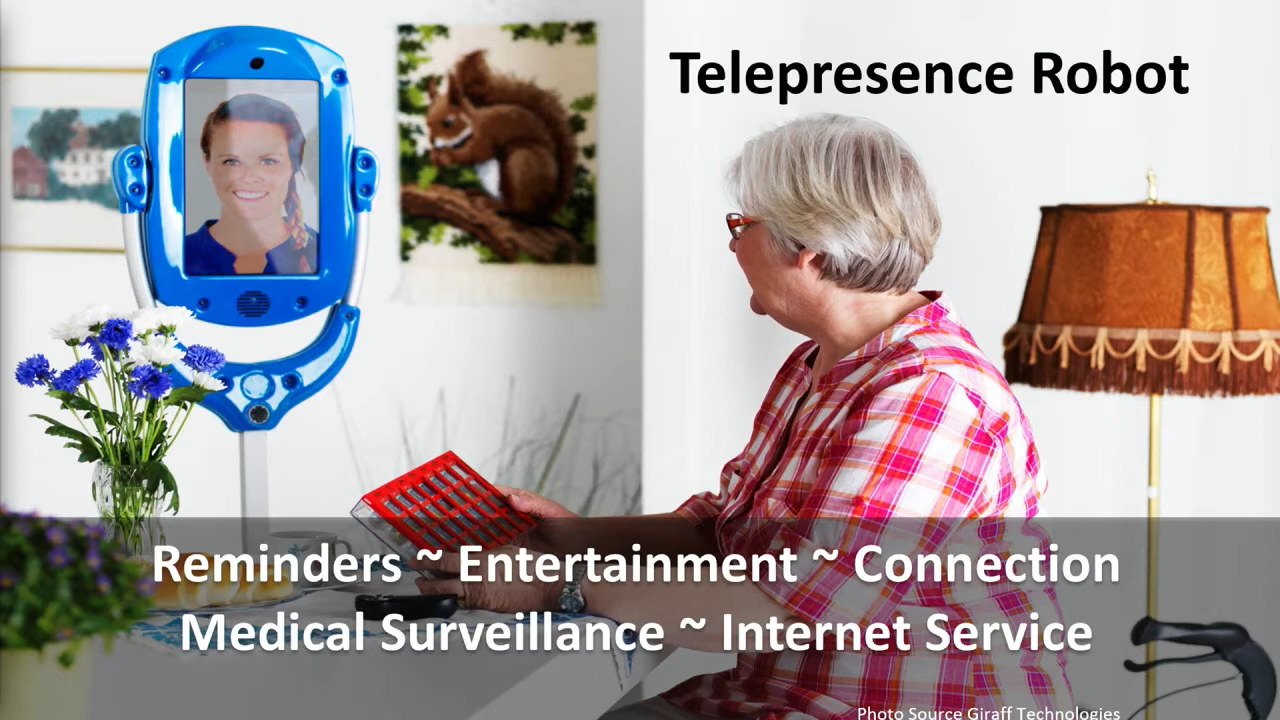 Telepresence Robot
Reminders ~ Entertainment ~ Connection
Medical Surveillance ~ Internet Service
Photo Source Giraff Technologies